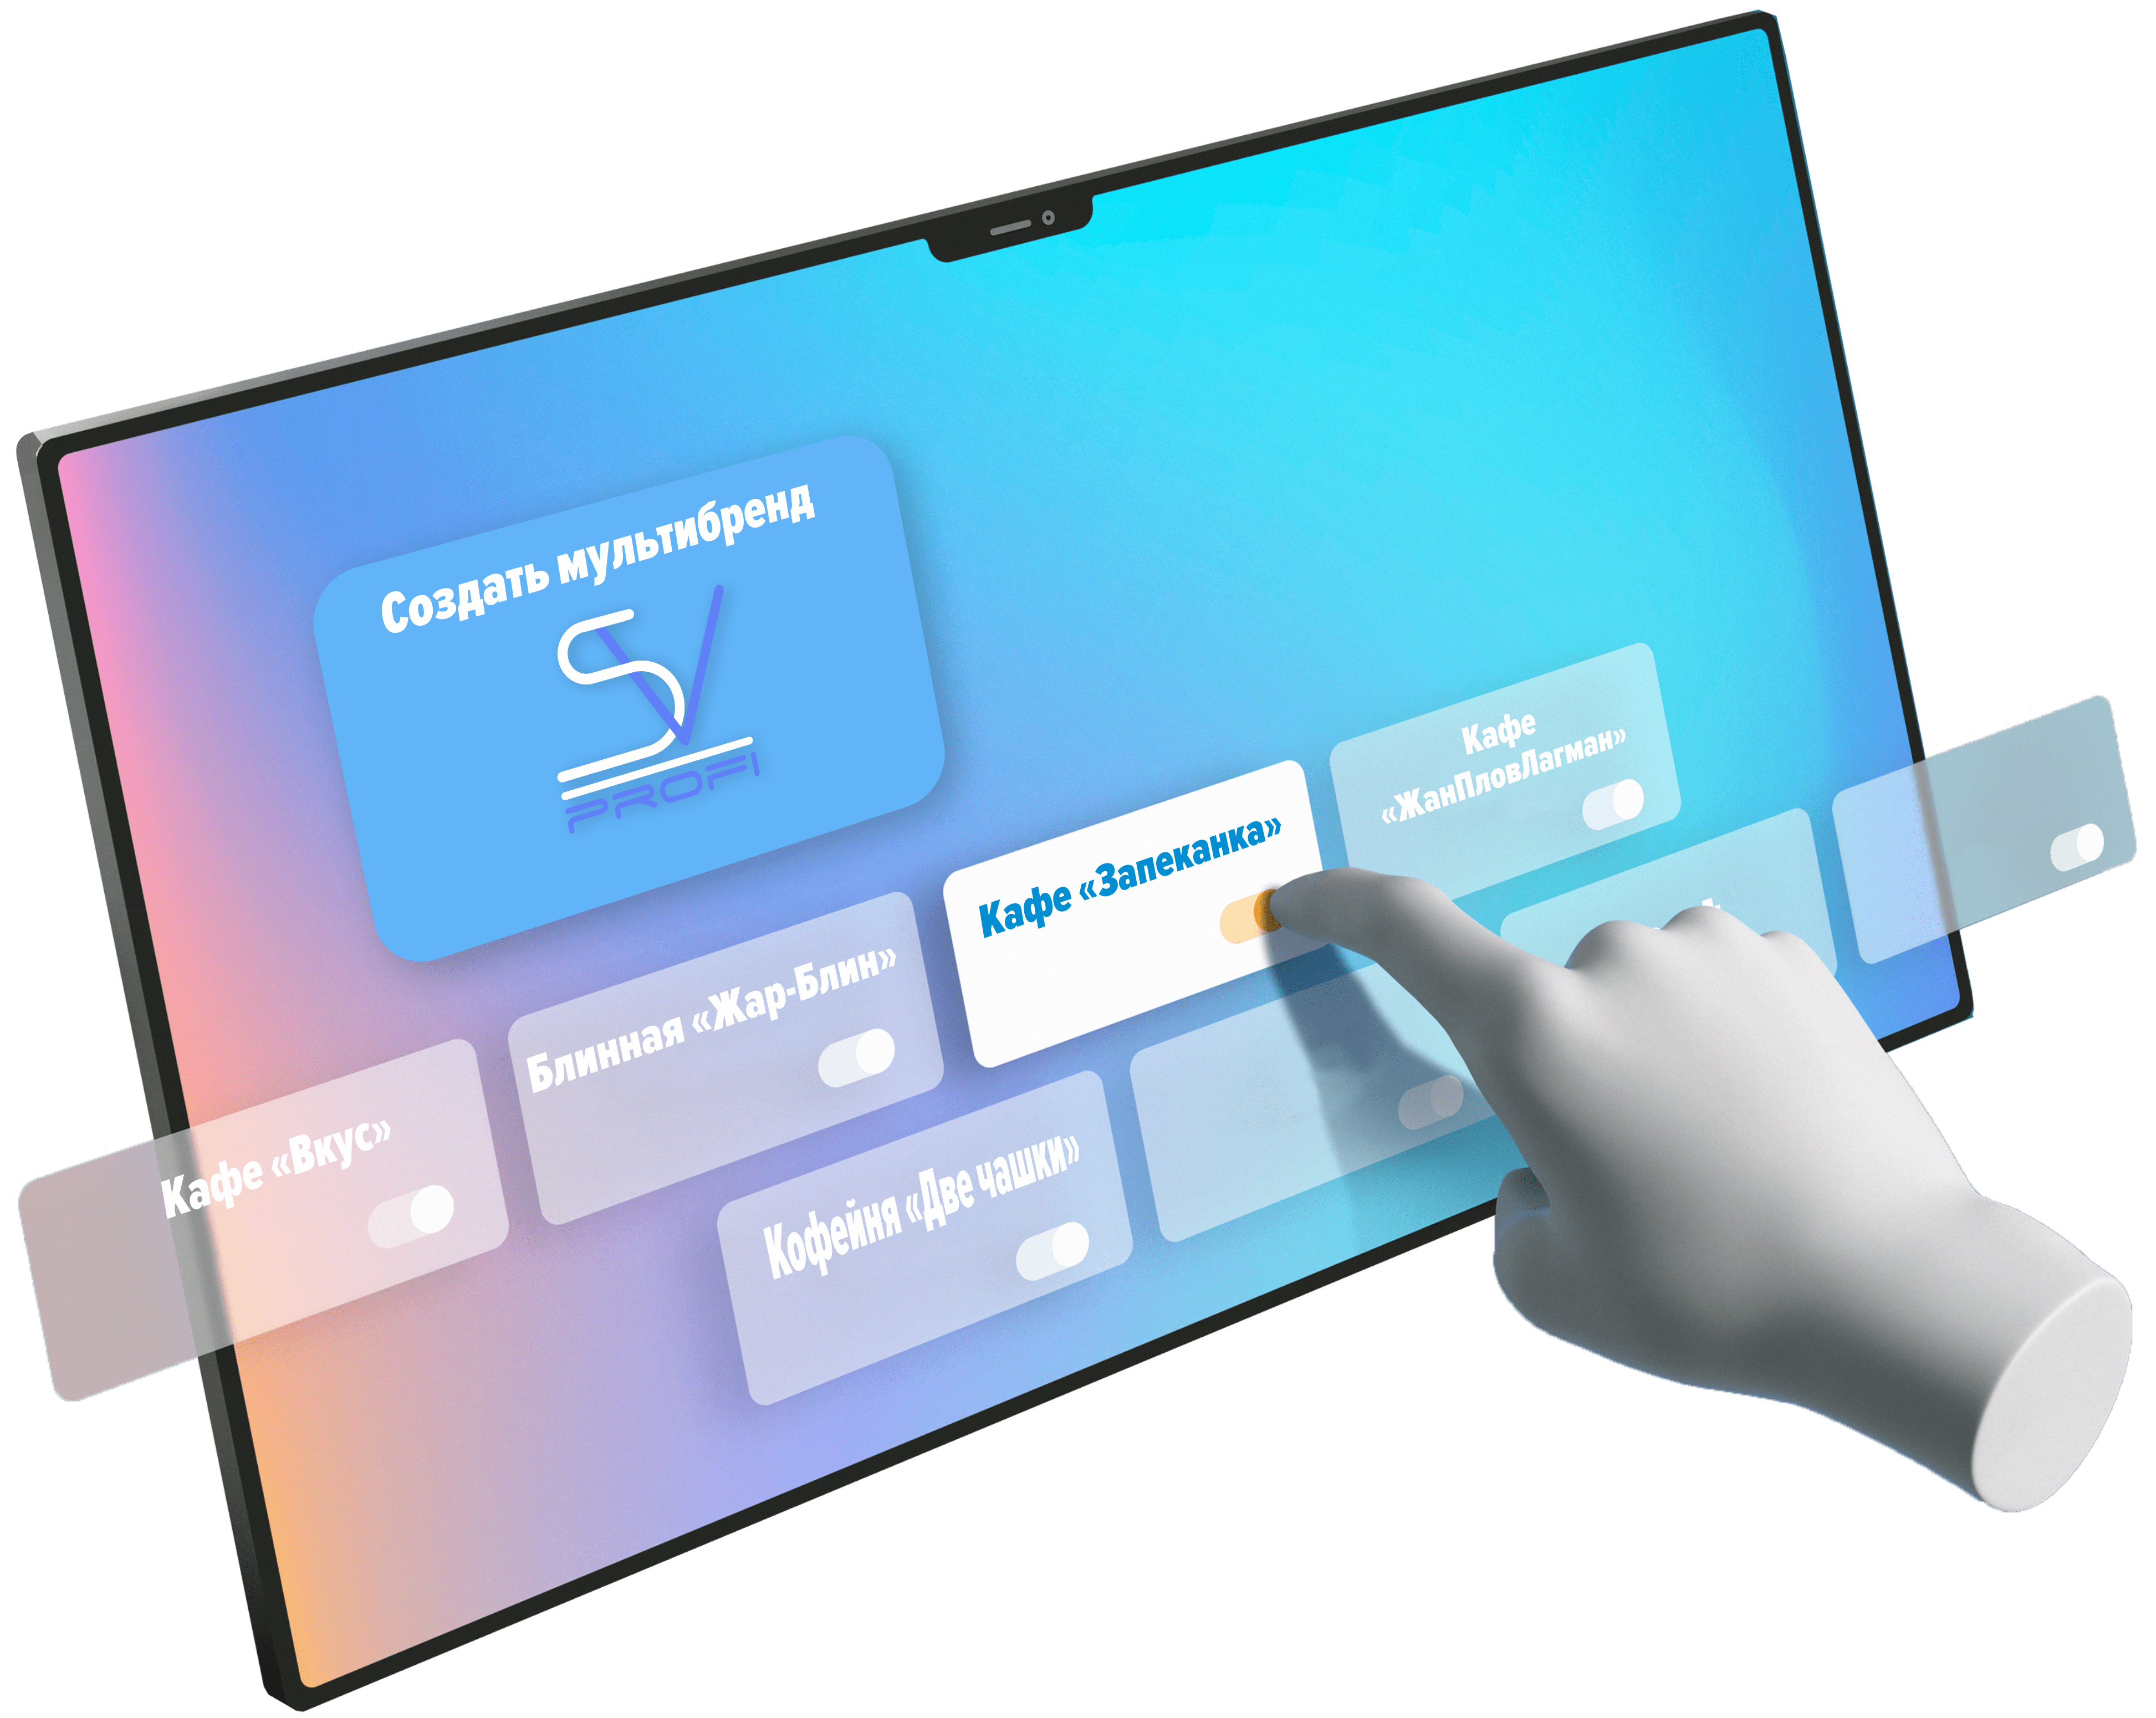 Создать мультибренд
SV
PROFI
Кафе
«ЖанПловЛагман»
Кафе «Запеканка»
Блинная «Жар-Блин»
Кафе «Вкус»
Кофейня «Две чашки»